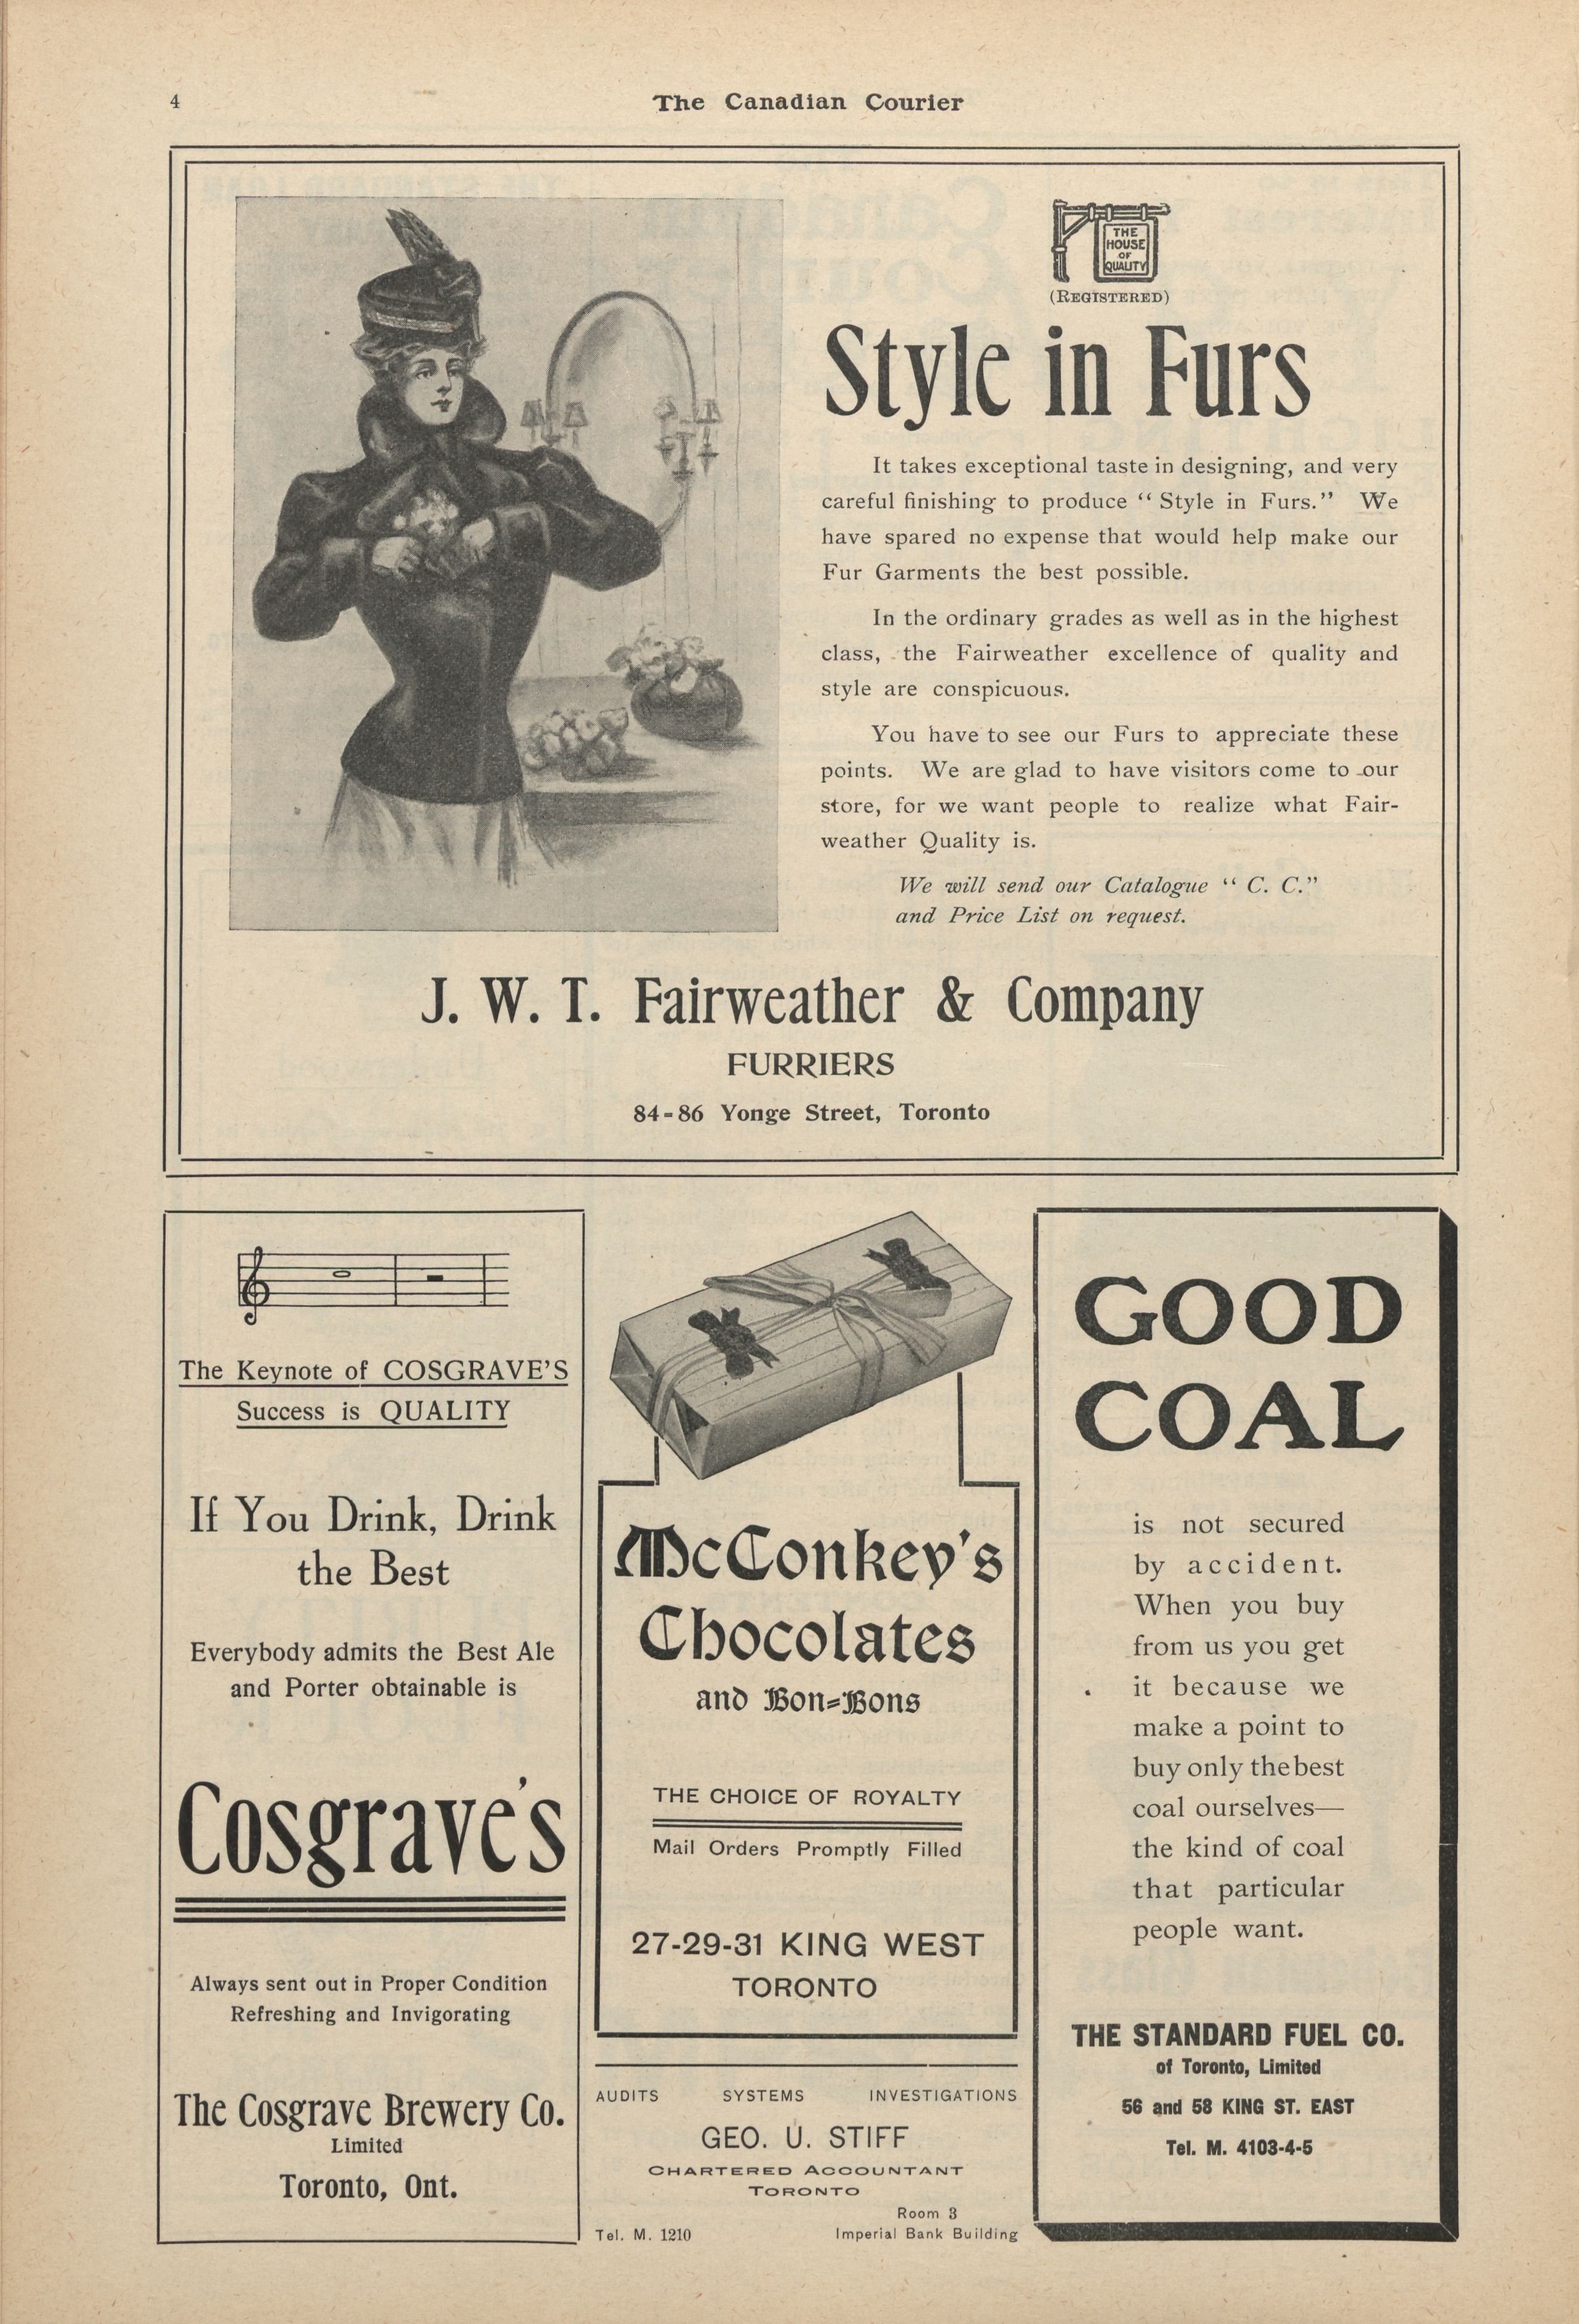 4
The Canadian Courier
THE
HOUSE
OF
QUALITY
(REGISTERED)
Style in Furs
It takes exceptional taste in designing, and very
careful finishing to produce “ Style in Furs.” We
have spared no expense that would help make our
Fur Garments the best possible.
In the ordinary grades as well as in the highest
class, the Fairweather excellence of quality and
style are conspicuous.
You have to see our Furs to appreciate these
points. We are glad to have visitors come to our
store, for we want people to realize what Fair-
weather Quality is.
We will send our Catalogue “ C. C.”
and Price List on request.
J. W. T. Fairweather & Company
FURRIERS
84-86 Yonge Street, Toronto
The Keynote of COSGRAVE'S
Success is QUALITY
If You Drink, Drink
the Best
Everybody admits the Best Ale
and Porter obtainable is
Cosgrave's
Always sent out in Proper Condition
Refreshing and Invigorating
The Cosgrave Brewery Co.
Limited
Toronto, Ont.
McConkey's
Chocolates
and Bon-Bons
THE CHOICE OF ROYALTY
Mail Orders Promptly Filled
27-29-31 KING WEST
TORONTO
AUDITS SYSTEMS INVESTIGATIONS
GEO. U. STIFF
CHARTERED ACCOUNTANT
TORONTO
Room 3
Tel. M. 1210 Imperial Bank Building
GOOD
COAL
is not secured
by accident.
When you buy
from us you get
it because we
make a point to
buy only the best
coal ourselves—
the kind of coal
that particular
people want.
THE STANDARD FUEL CO.
of Toronto, Limited
56 and 58 KING ST. EAST
Tel. M. 4103-4-5